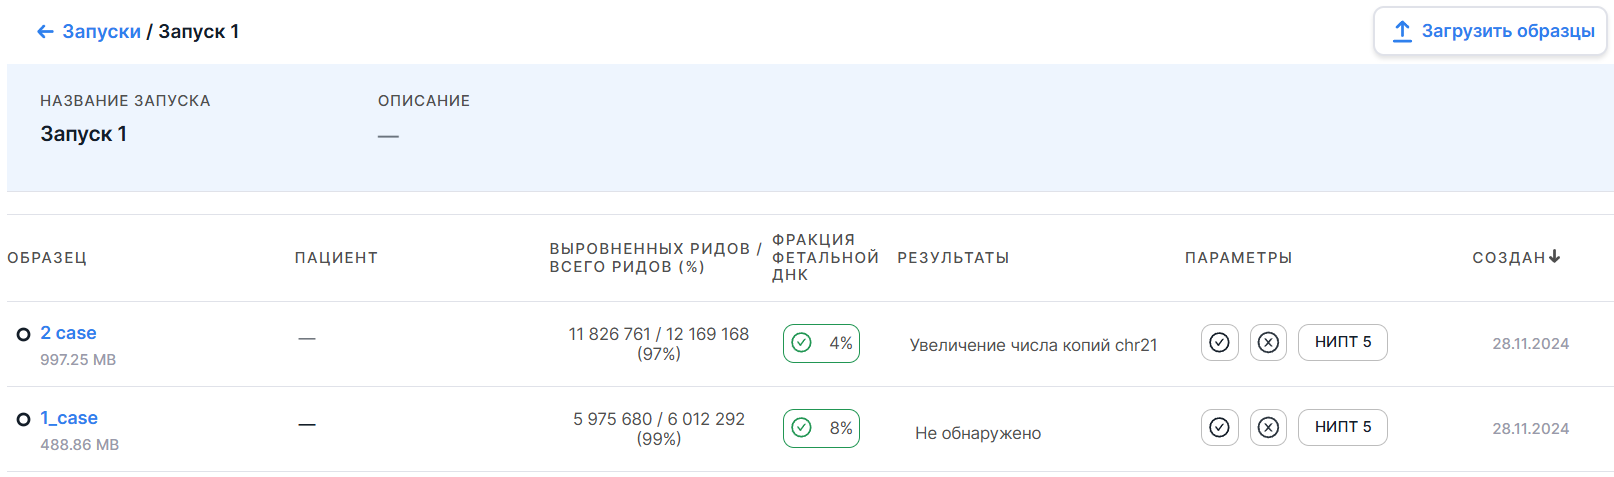 Запуски / Запуск 1
Загрузить образцы
НАЗВАНИЕ ЗАПУСКА
ОПИСАНИЕ
Запуск 1
—
ОБРАЗЕЦ
ПАЦИЕНТ
ВЫРОВНЕННЫХ РИДОВ /
ВСЕГО РИДОВ (%)
ФРАКЦИЯ
ФЕТАЛЬНОЙ
ДНК
РЕЗУЛЬТАТЫ
ПАРАМЕТРЫ
СОЗДАН
2 case
997.25 MB
—
11 826 761 / 12 169 168
(97%)
4%
Увеличение числа копий chr21
НИПТ 5
28.11.2024
1_case
488.86 MB
—
5 975 680 / 6 012 292
(99%)
8%
Не обнаружено
НИПТ 5
28.11.2024